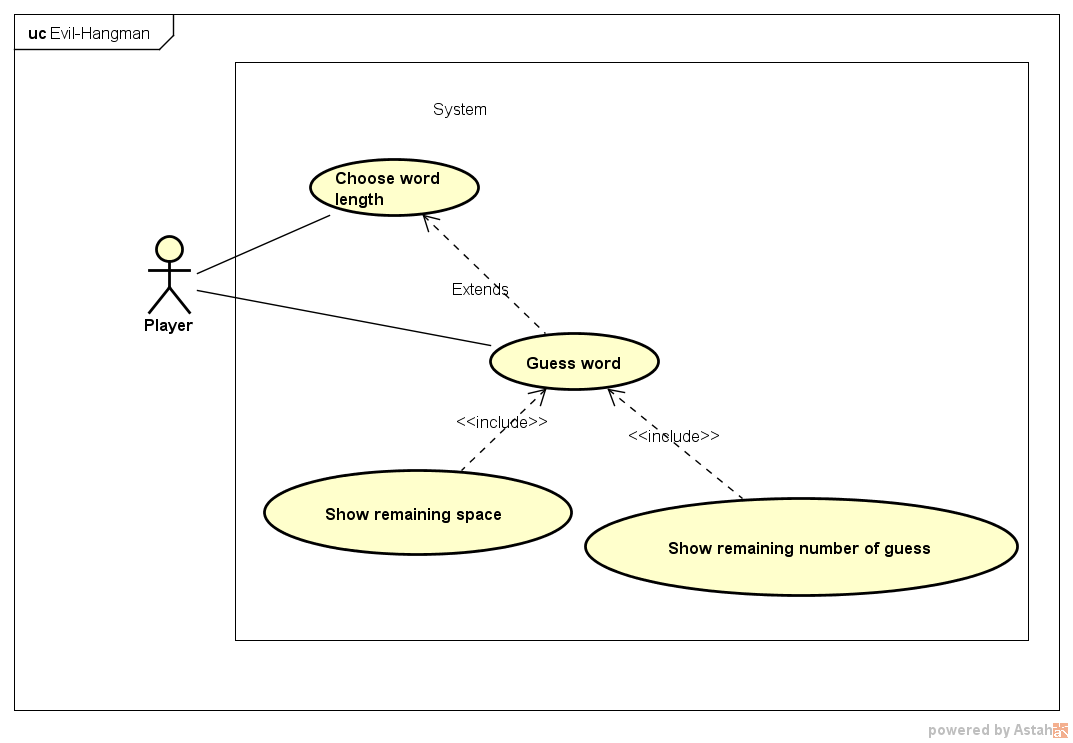 uc Evil-Hangman
System
Choose word
length
Extends
Player
Guess word
<<include>>
<<include>>
Show remaining space
Show remaining number of guess
powered by Astah